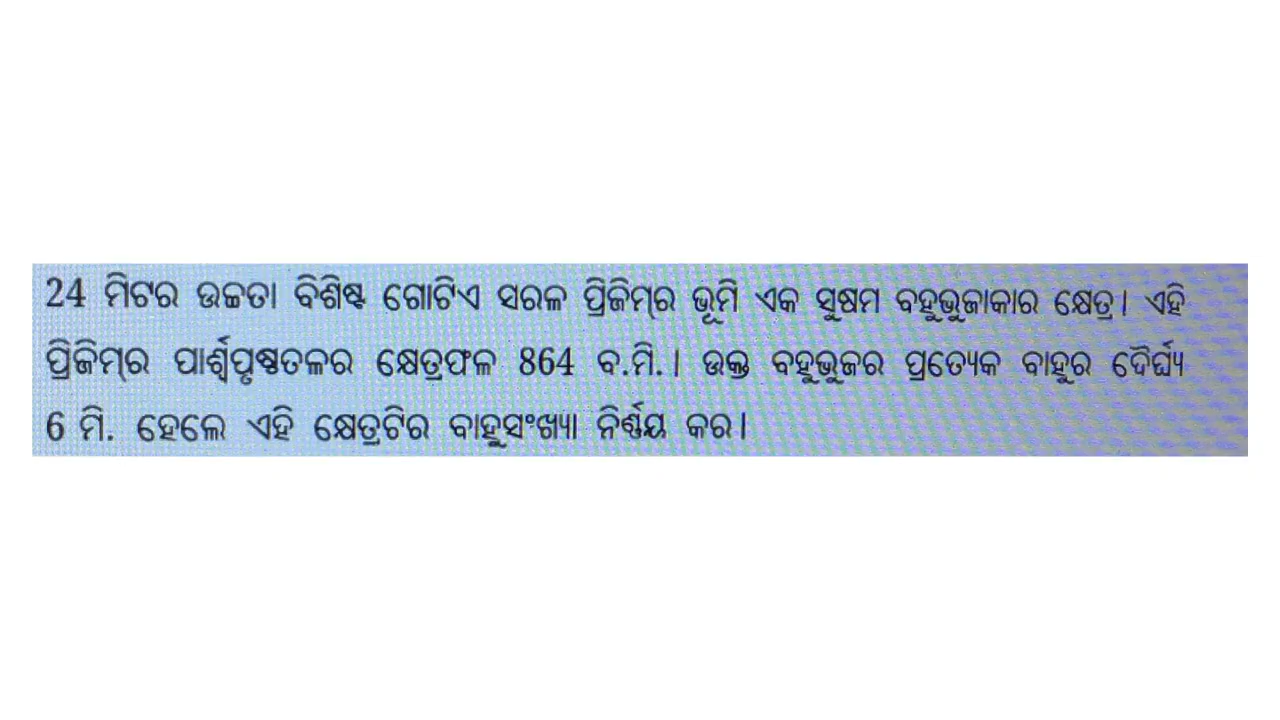 24 ମିଟର ଉଚ୍ଚତା ବିଶିଷ୍ଟ ଗୋଟିଏ ସରଳ ପ୍ରିଜିମ୍‌ର ଭୂମି ଏକ ସୁଷମ ବହୁଭୁଜାକାର କ୍ଷେତ୍ର। ଏହି
ପ୍ରିଜିମ୍‌ର ପାର୍ଶ୍ୱପୃଷ୍ଠତଳର କ୍ଷେତ୍ରଫଳ 864 ବ.ମି.। ଉକ୍ତ ବହୁଭୁଜର ପ୍ରତ୍ୟେକ ବାହୁର ଦୈର୍ଘ୍ୟ
6 ମି. ହେଲେ ଏହି କ୍ଷେତ୍ରଟିର ବାହୁସଂଖ୍ୟା ନିର୍ଣ୍ଣୟ କର।